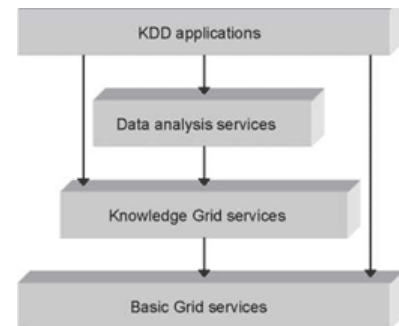 KDD applications
Data analysis services
Knowledge Grid services
Basic Grid services